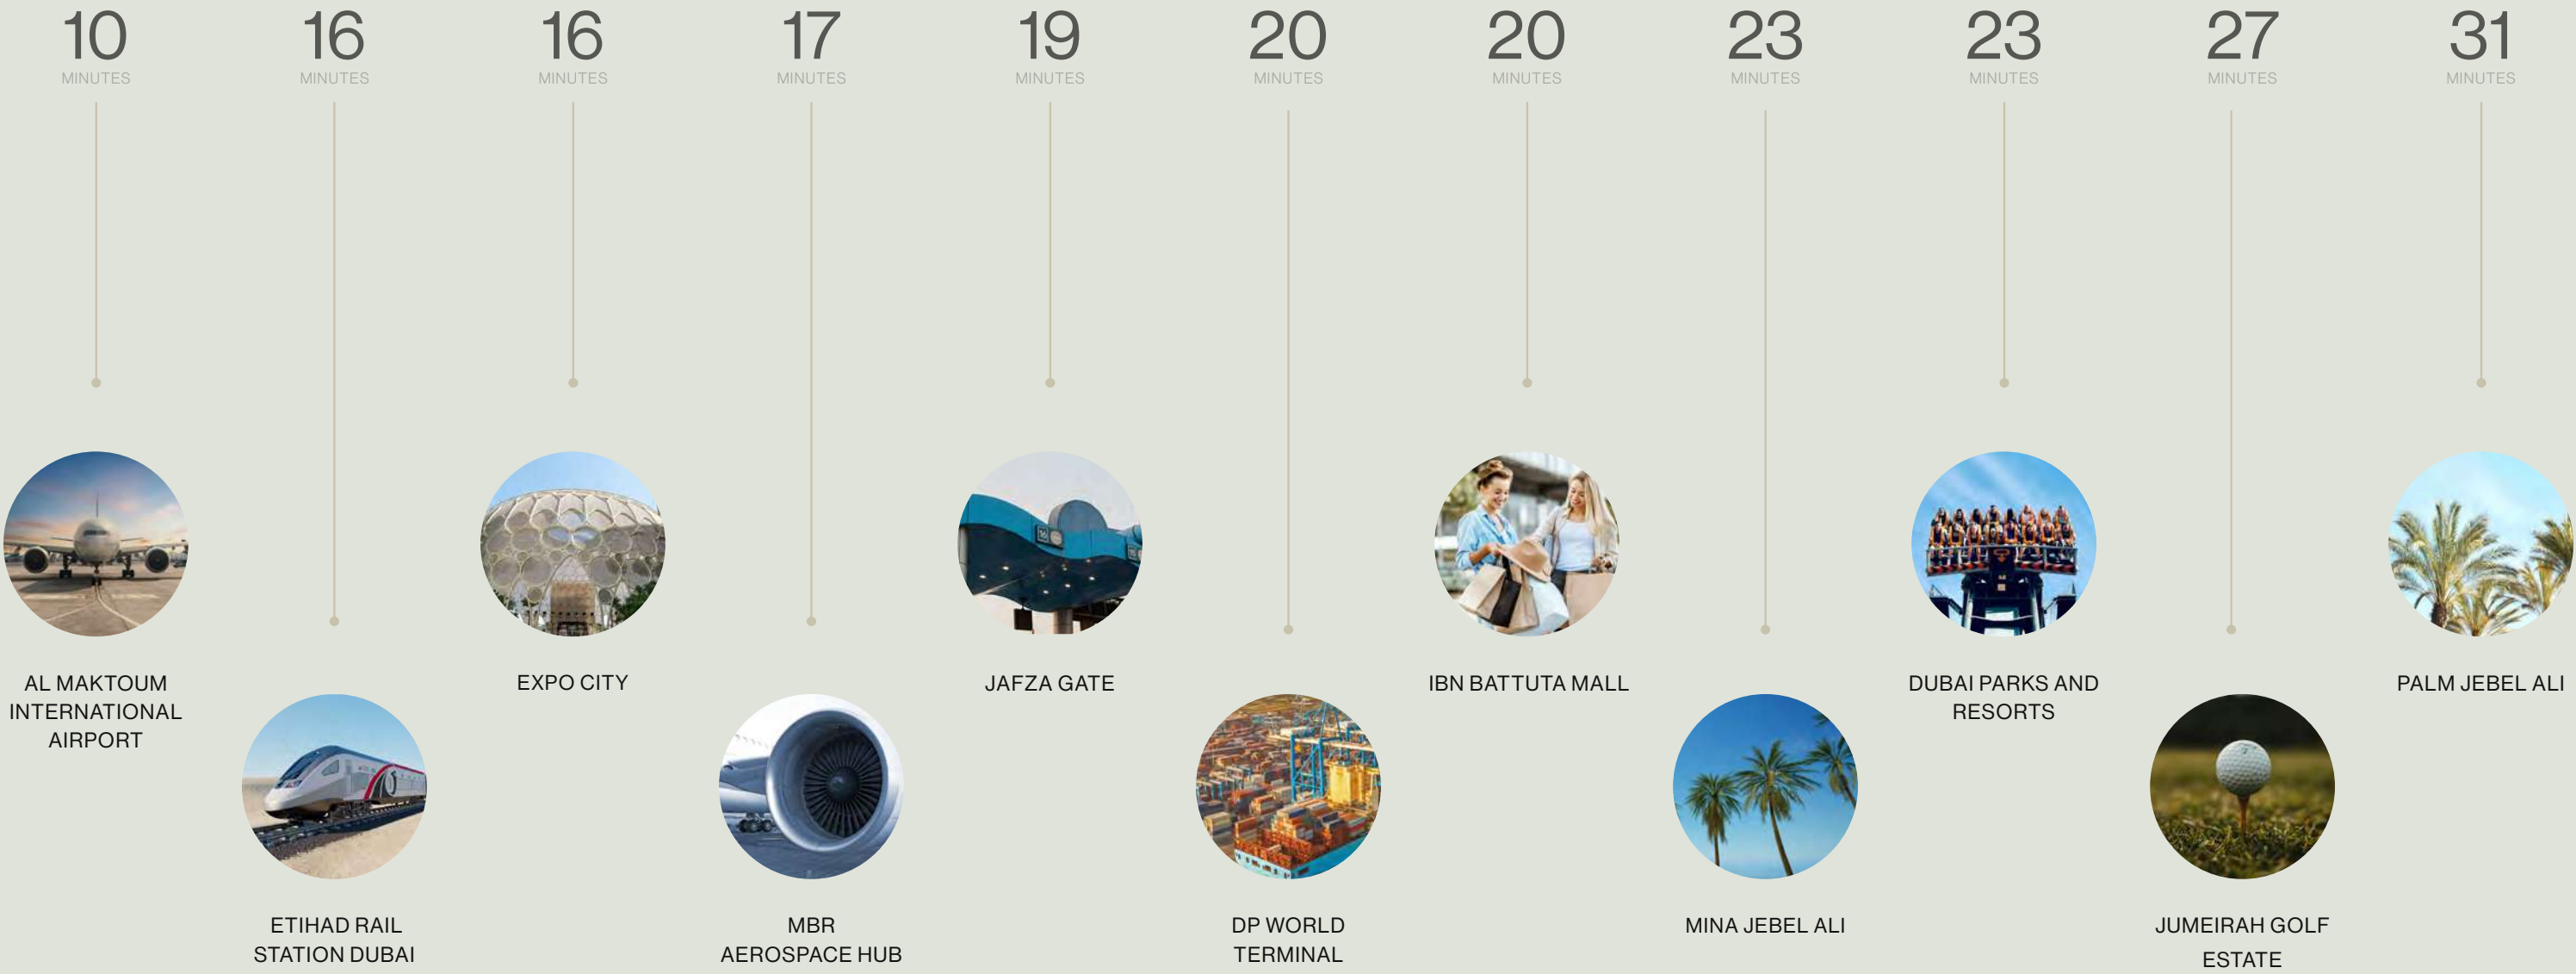 10
MINUTES
16
MINUTES
16
MINUTES
17
MINUTES
19
MINUTES
20
MINUTES
20
MINUTES
23
MINUTES
23
MINUTES
27
MINUTES
31
MINUTES
AL MAKTOUM
INTERNATIONAL
AIRPORT
ETIHAD RAIL
STATION DUBAI
EXPO CITY
MBR
AEROSPACE HUB
JAFZA GATE
DP WORLD
TERMINAL
IBN BATTUTA MALL
MINA JEBEL ALI
DUBAI PARKS AND
RESORTS
JUMEIRAH GOLF
ESTATE
PALM JEBEL ALI